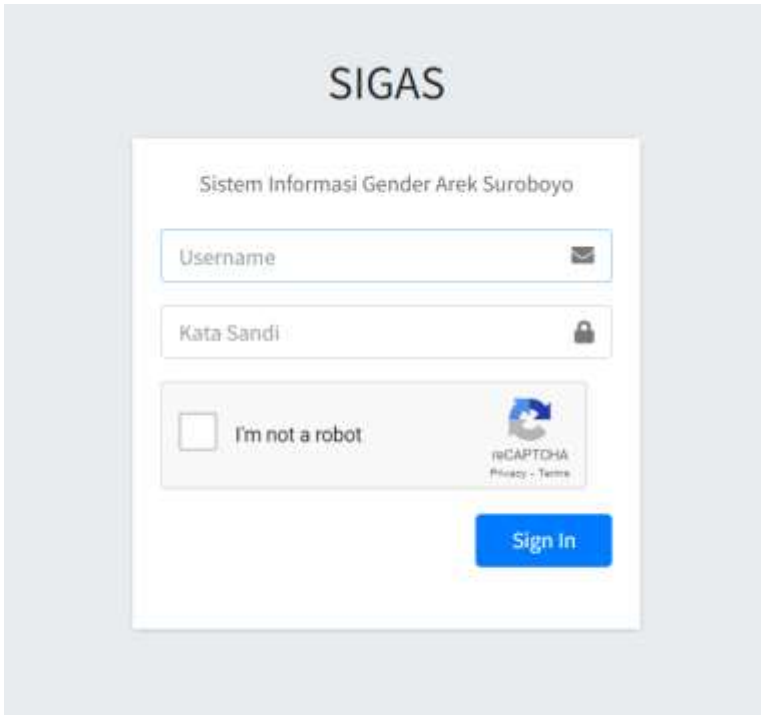 SIGAS
Sistem Informasi Gender Arek Suroboyo
Username
Kata Sandi
I'm not a robot
reCAPTCHA
Privacy - Terms
Sign In